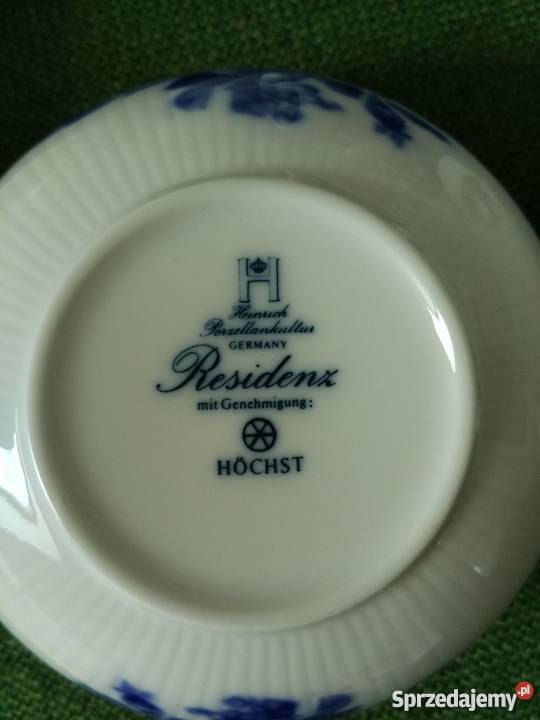 H
Heinrich
Porzellankultur
GERMANY
Residenz
mit Genehmigung:
HÖCHST
Sprzedajemy.pl